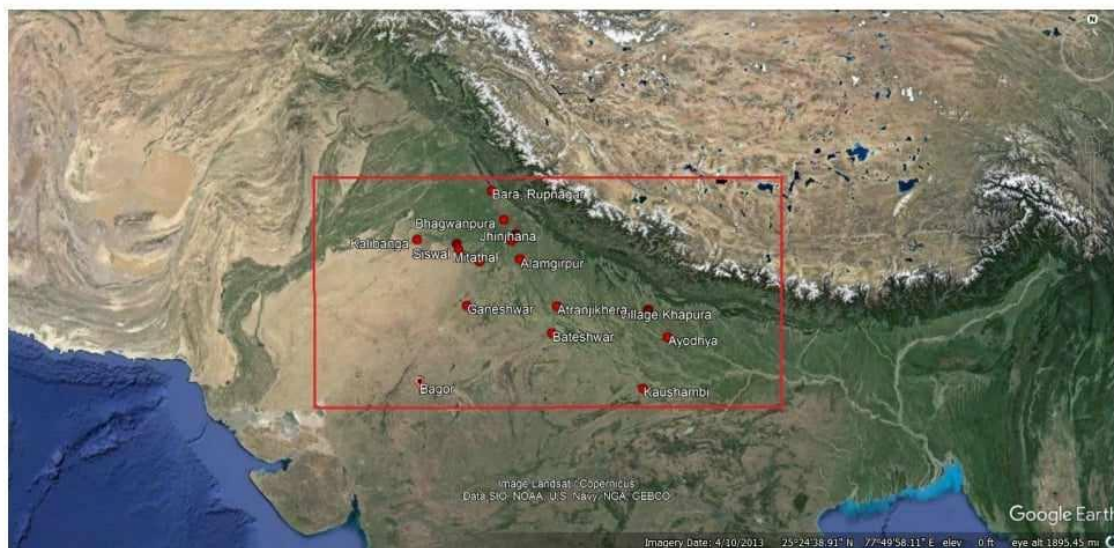 N
Bara, Rupnagar
Bhagwanpura
Jhinjhana
Kalibanga
Siswal
Mitathal
Alamgirpur
Ganeshwar
Atranjikhera
Village Khapura
Bateshwar
Ayodhya
Bagor
Kaushambi
Image Landsat / Copernicus
Data SIO, NOAA, U.S. Navy, NGA, GEBCO
Google Earth
Imagery Date: 4/10/2013 25°24'38.91" N 77°49'58.11" E elev 0 ft eye alt 1895.45 mi